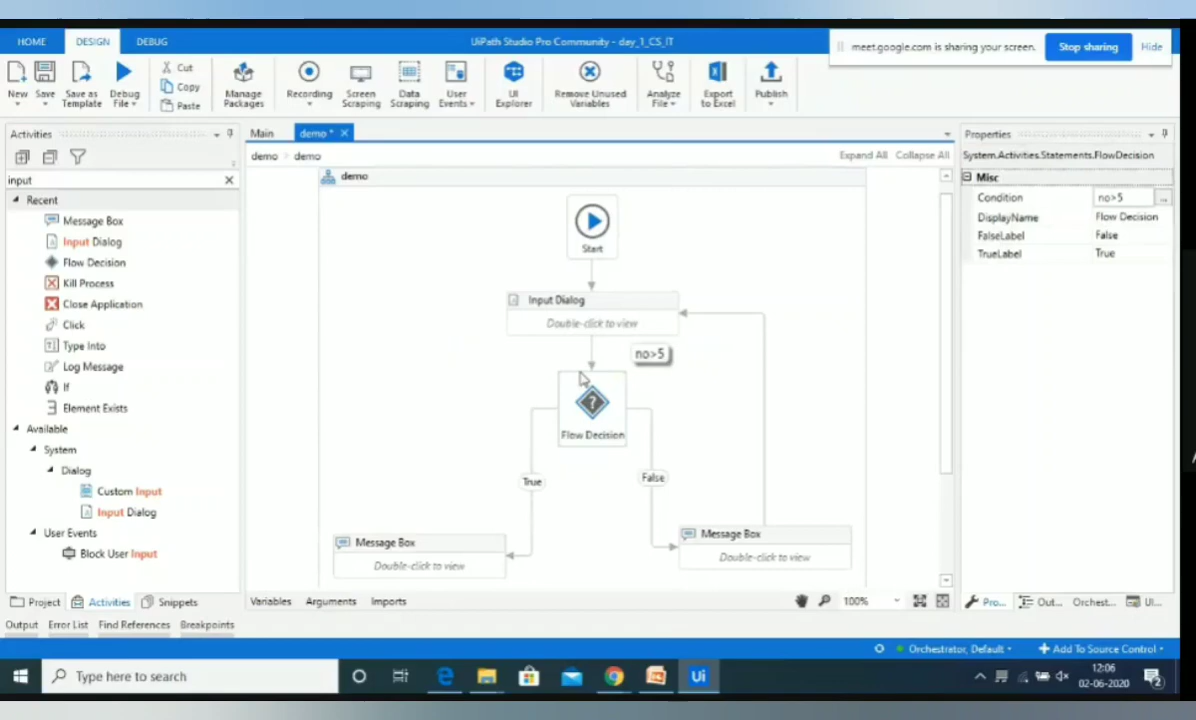 HOME DESIGN DEBUG
UiPath Studio Pro Community - day_1_CS_IT
meet.google.com is sharing your screen. Stop sharing Hide
New Save Save as Template Debug File Cut Copy Paste Manage Packages Recording Screen Scraping Data Scraping User Events UI Explorer Remove Unused Variables Analyze File Export to Excel Publish
Activities
input
Recent
Message Box
Input Dialog
Flow Decision
Kill Process
Close Application
Click
Type Into
Log Message
If
Element Exists
Available
System
Dialog
Custom Input
Input Dialog
User Events
Block User Input
Project Activities Snippets
Main demo *
demo demo Expand All Collapse All
demo
Start
Input Dialog
Double-click to view
no>5
?
Flow Decision
True False
Message Box
Double-click to view
Message Box
Double-click to view
Variables Arguments Imports 100%
Properties
System.Activities.Statements.FlowDecision
Misc
Condition no>5 ...
DisplayName Flow Decision
FalseLabel False
TrueLabel True
Pro... Out... Orchest... UI...
Output Error List Find References Breakpoints
Orchestrator, Default Add To Source Control
Type here to search
Ui
12:06
02-06-2020
2